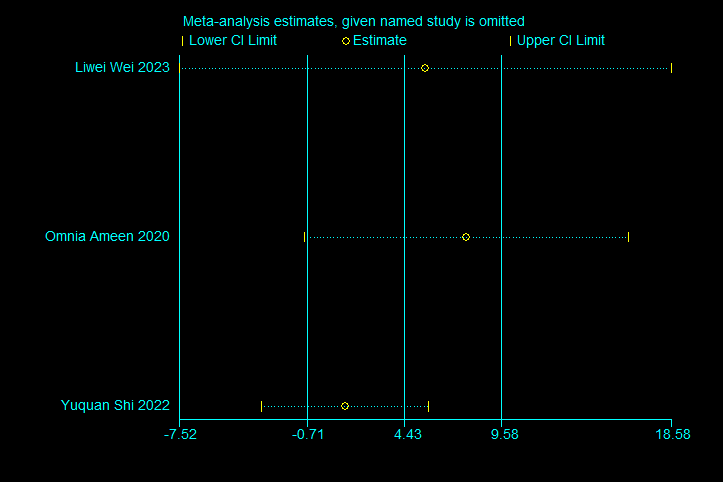 Meta-analysis estimates, given named study is omitted
Lower CI Limit Estimate Upper CI Limit
Liwei Wei 2023
Omnia Ameen 2020
Yuquan Shi 2022
-7.52 -0.71 4.43 9.58 18.58